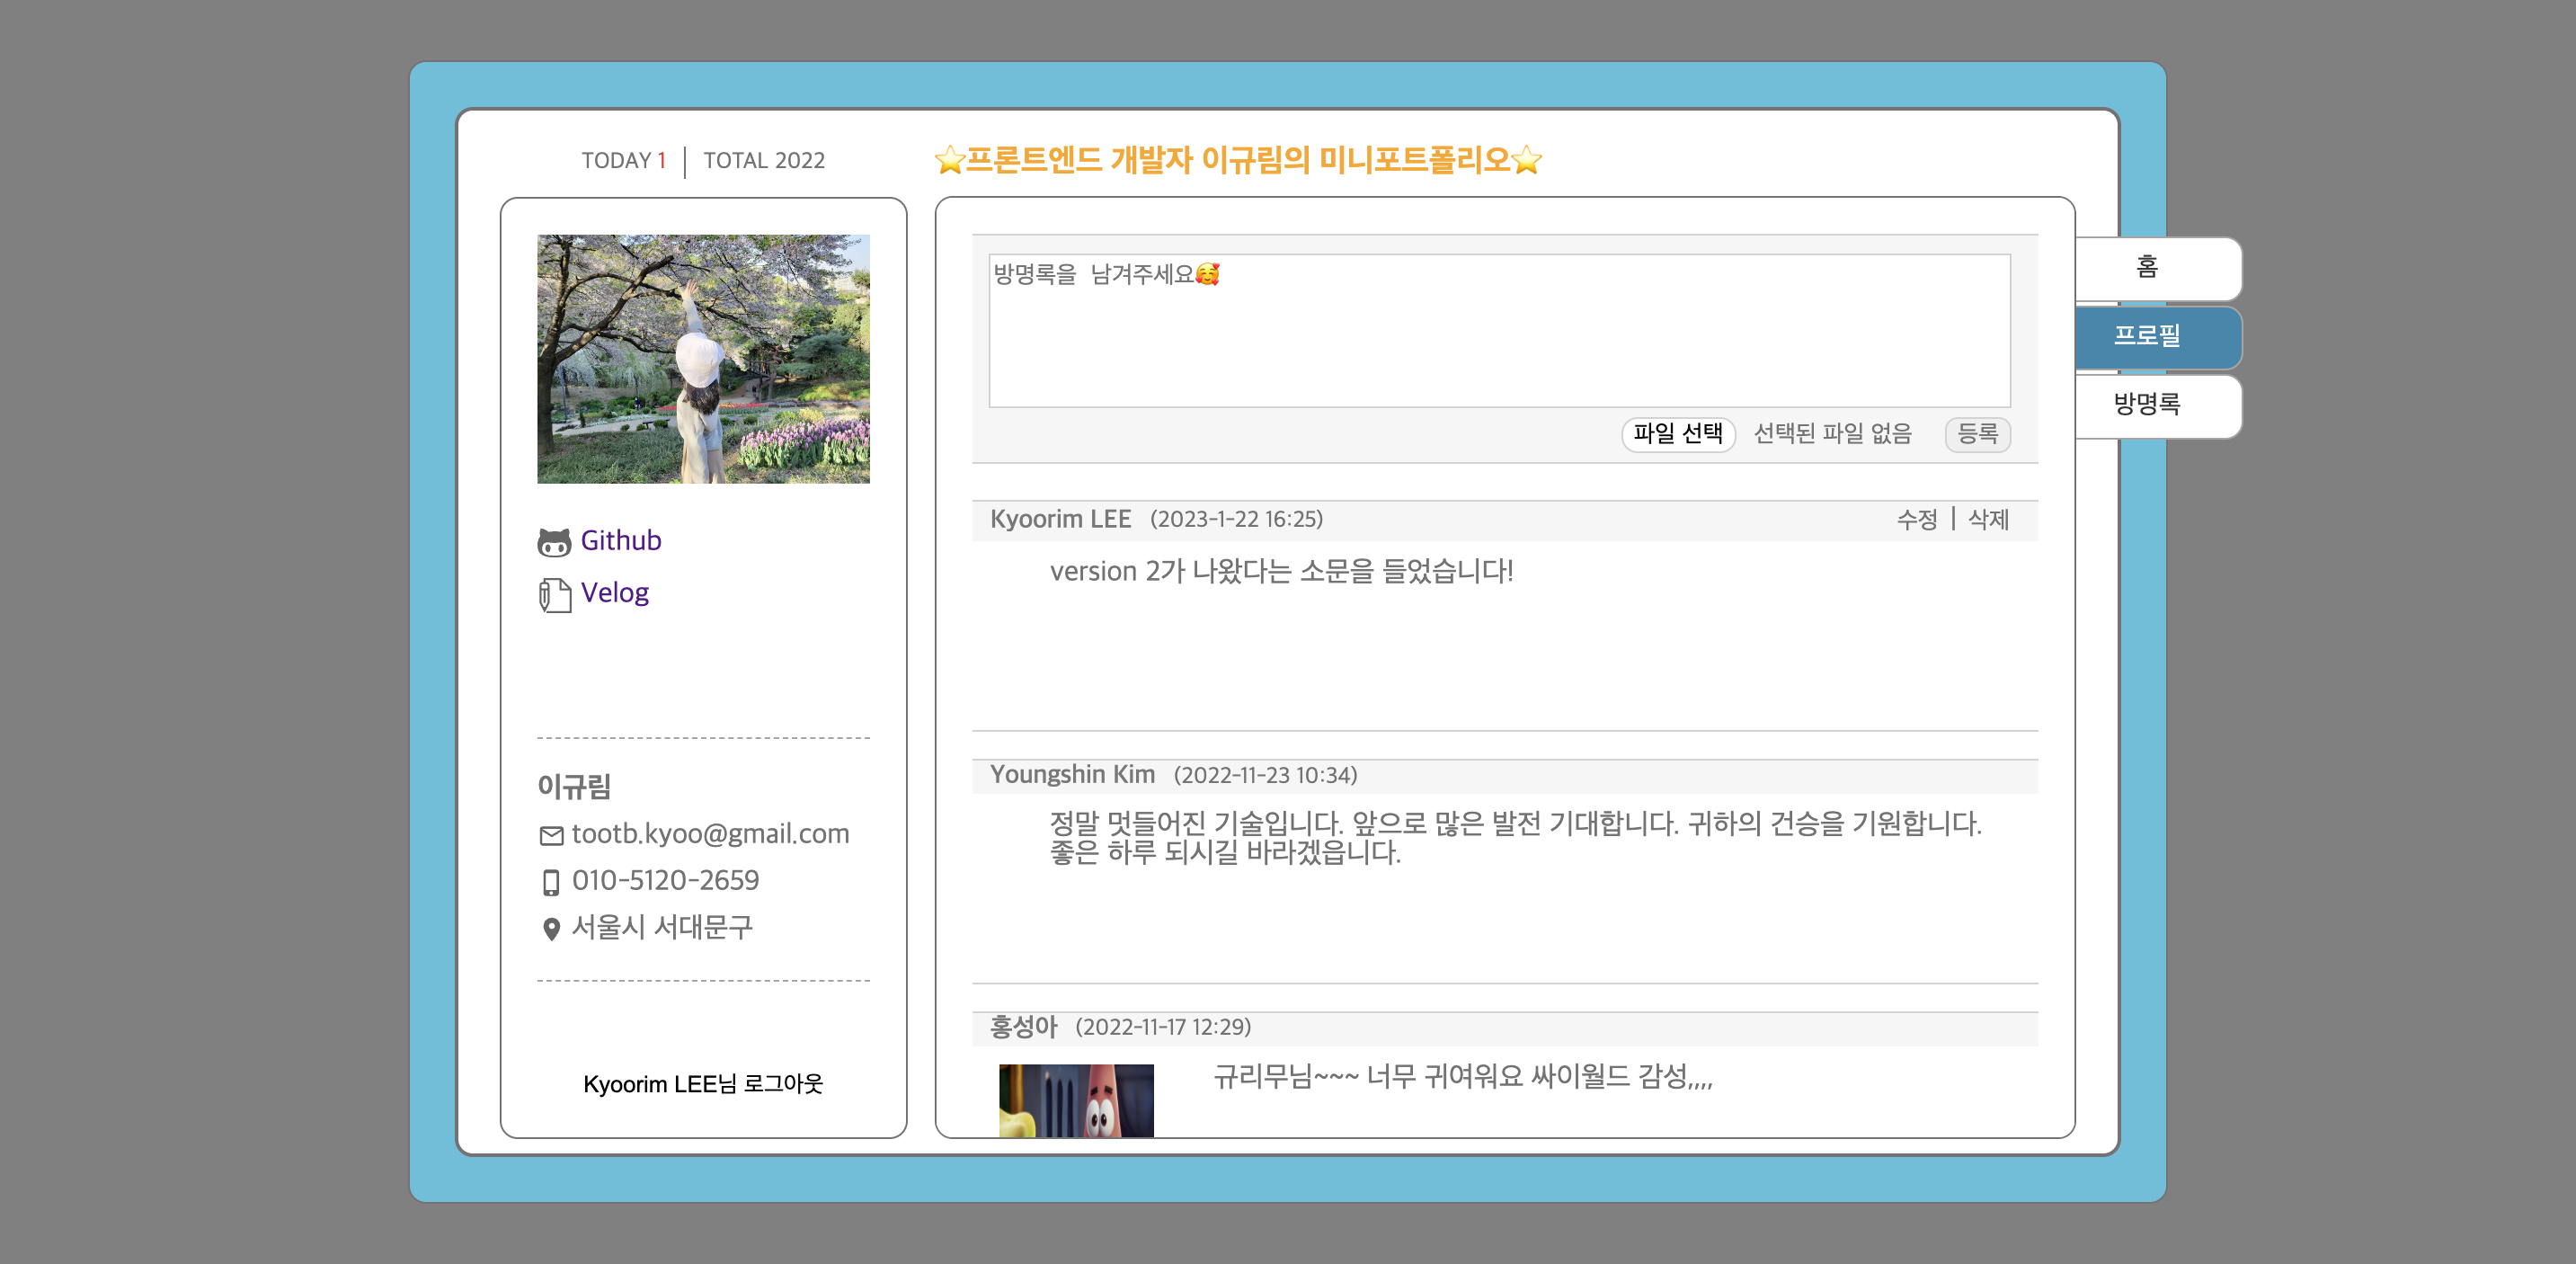 TODAY 1 | TOTAL 2022
⭐프론트엔드 개발자 이규림의 미니포트폴리오⭐
Github
Velog
이규림
tootb.kyoo@gmail.com
010-5120-2659
서울시 서대문구
Kyoorim LEE님 로그아웃
방명록을 남겨주세요🥰
파일 선택 선택된 파일 없음 등록
Kyoorim LEE (2023-1-22 16:25) 수정 | 삭제
version 2가 나왔다는 소문을 들었습니다!
Youngshin Kim (2022-11-23 10:34)
정말 멋들어진 기술입니다. 앞으로 많은 발전 기대합니다. 귀하의 건승을 기원합니다.
좋은 하루 되시길 바라겠읍니다.
홍성아 (2022-11-17 12:29)
규리무님~~~ 너무 귀여워요 싸이월드 감성,,,,
홈
프로필
방명록